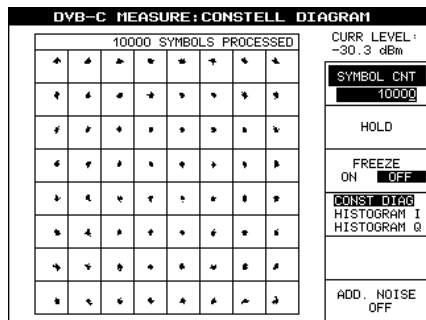 DVB-C MEASURE:CONSTELL DIAGRAM
10000 SYMBOLS PROCESSED
CURR LEVEL:
-30.3 dBm
SYMBOL CNT
10000
HOLD
FREEZE
ON OFF
CONST DIAG
HISTOGRAM I
HISTOGRAM Q
ADD. NOISE
OFF